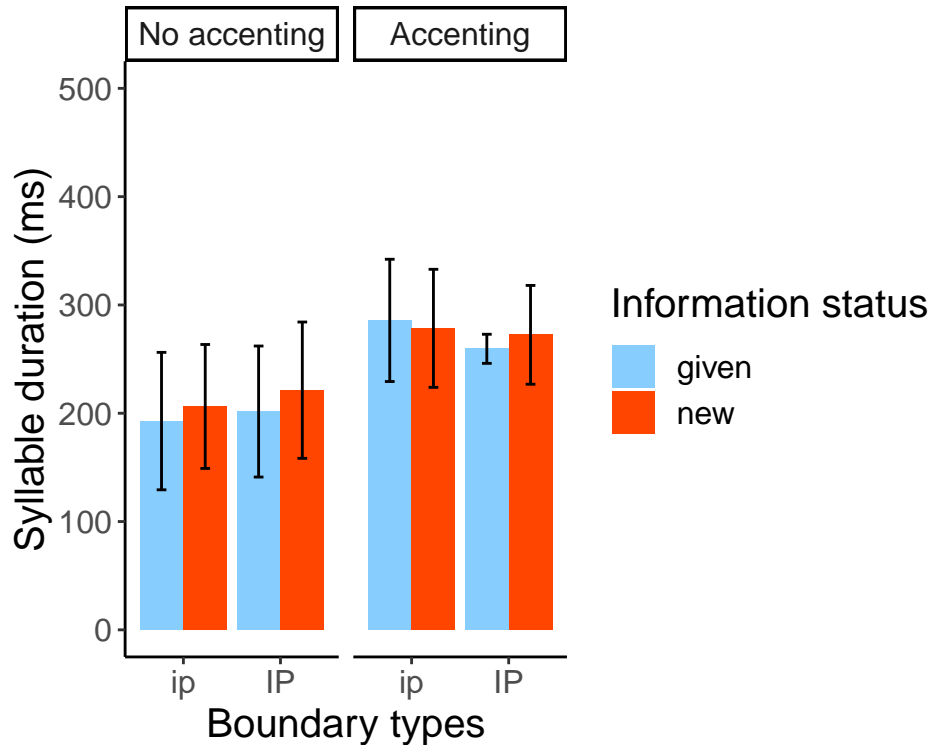 No accenting
Accenting
Syllable duration (ms)
500
400
300
200
100
0
ip
IP
ip
IP
Boundary types
Information status
given
new